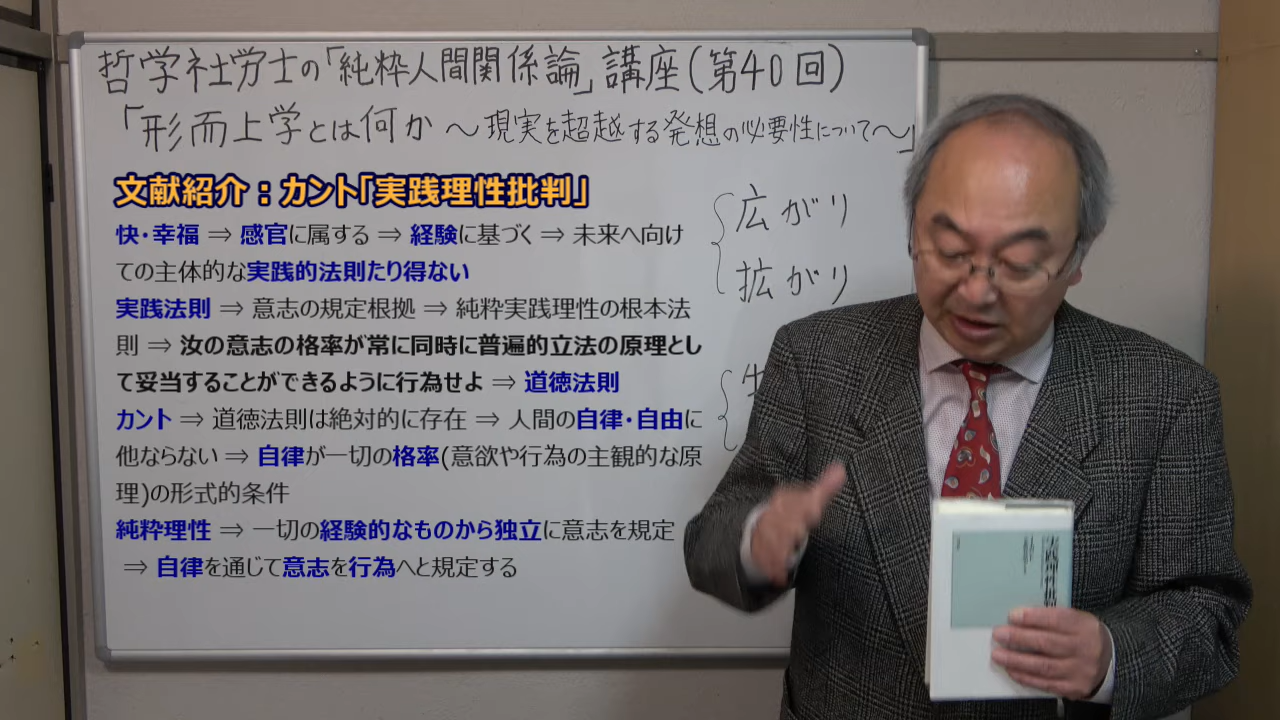 哲学社労士の「純粋人間関係論」講座(第40回)
「形而上学とは何か～現実を超越する発想の必要性について～」
文献紹介：カント「実践理性批判」
快・幸福 ⇒ 感官に属する ⇒ 経験に基づく ⇒ 未来へ向け
ての主体的な実践的法則たり得ない
実践法則 ⇒ 意志の規定根拠 ⇒ 純粋実践理性の根本法
則 ⇒ 汝の意志の格率が常に同時に普遍的立法の原理とし
て妥当することができるように行為せよ ⇒ 道徳法則
カント ⇒ 道徳法則は絶対的に存在 ⇒ 人間の自律・自由に
他ならない ⇒ 自律が一切の格率(意欲や行為の主観的な原
理)の形式的条件
純粋理性 ⇒ 一切の経験的なものから独立に意志を規定
⇒ 自律を通じて意志を行為へと規定する
広がり
拡がり
実践理性批